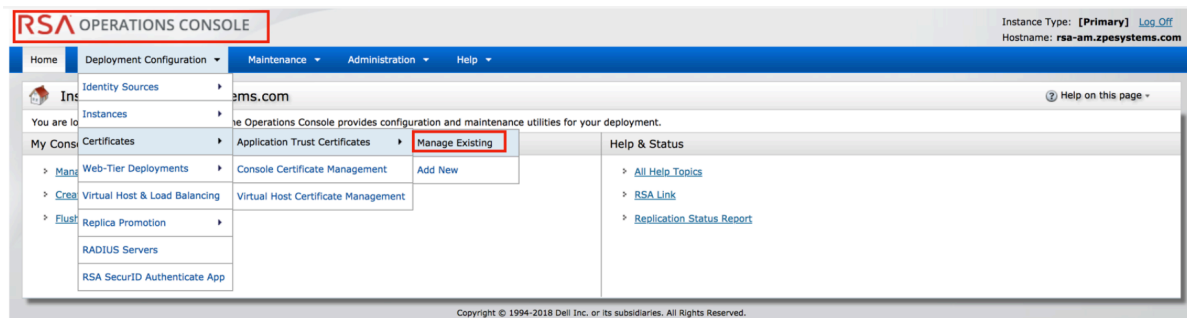 RSA OPERATIONS CONSOLE
Instance Type: [Primary] Log Off
Hostname: rsa-am.zpesystems.com
Home Deployment Configuration Maintenance Administration Help
Identity Sources
ems.com
Help on this page
Instances
You are lo
he Operations Console provides configuration and maintenance utilities for your deployment.
My Cons
Certificates Application Trust Certificates Manage Existing
Help & Status
Mana
Web-Tier Deployments Console Certificate Management Add New
All Help Topics
Crea
Virtual Host & Load Balancing Virtual Host Certificate Management
RSA Link
Flush
Replica Promotion
Replication Status Report
RADIUS Servers
RSA SecurID Authenticate App
Copyright © 1994-2018 Dell Inc. or its subsidiaries. All Rights Reserved.